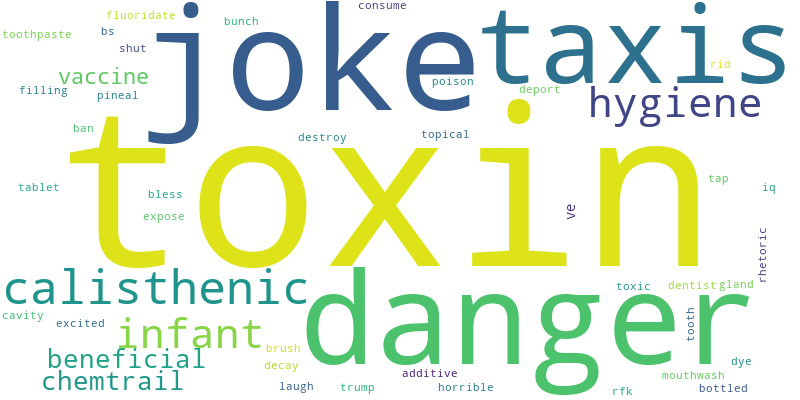 consume
fluoridate
bunch
joke
taxis
toothpaste
bs
shut
vaccine
poison
rid
filling
pineal
deport
hygiene
ban
destroy
topical
toxin
tablet
bless
tap
iq
expose
ve
rhetoric
calisthenic
danger
toxic
dentist
gland
cavity
excited
infant
tooth
beneficial
brush
decay
dye
chemtrail
additive
mouthwash
laugh
trump
horrible
rfk
bottled